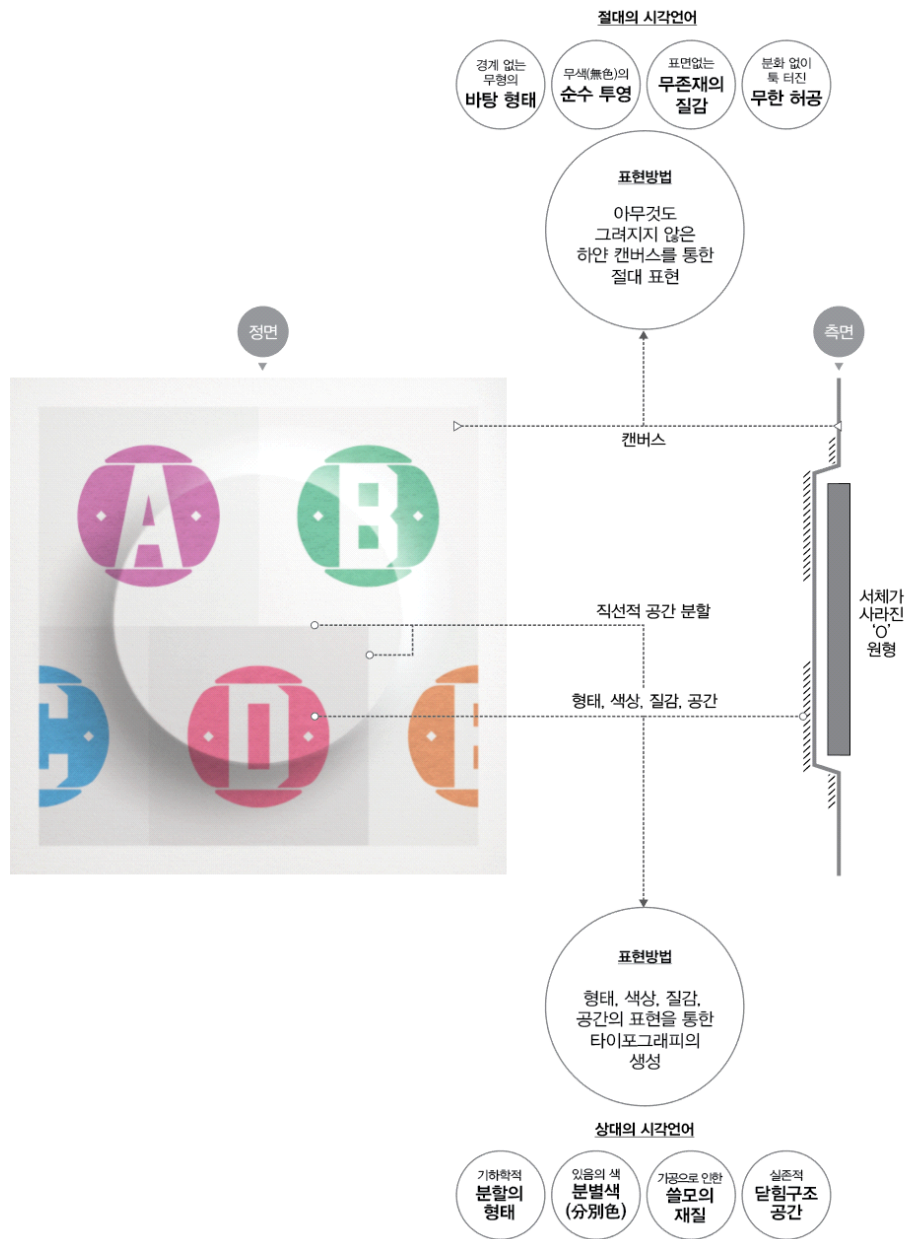 절대의 시각언어
경계 없는
무형의
바탕 형태
무색(無色)의
순수 투영
표면없는
무존재의
질감
분화 없이
툭 터진
무한 허공
표현방법
아무것도
그려지지 않은
하얀 캔버스를 통한
절대 표현
정면
측면
캔버스
A
B
직선적 공간 분할
서체가
사라진
'O'
원형
C
D
E
형태, 색상, 질감, 공간
표현방법
형태, 색상, 질감,
공간의 표현을 통한
타이포그래피의
생성
상대의 시각언어
기하학적
분할의
형태
있음의 색
분별색
(分別色)
가공으로 인한
쓸모의
재질
실존적
닫힘구조
공간